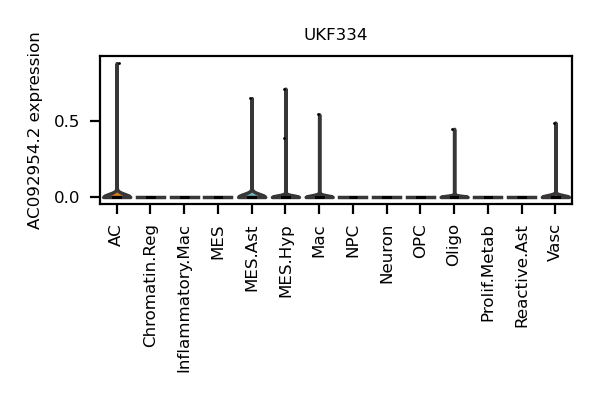 UKF334
AC092954.2 expression
0.5
0.0
AC
Chromatin.Reg
Inflammatory.Mac
MES
MES.Ast
MES.Hyp
Mac
NPC
Neuron
OPC
Oligo
Prolif.Metab
Reactive.Ast
Vasc